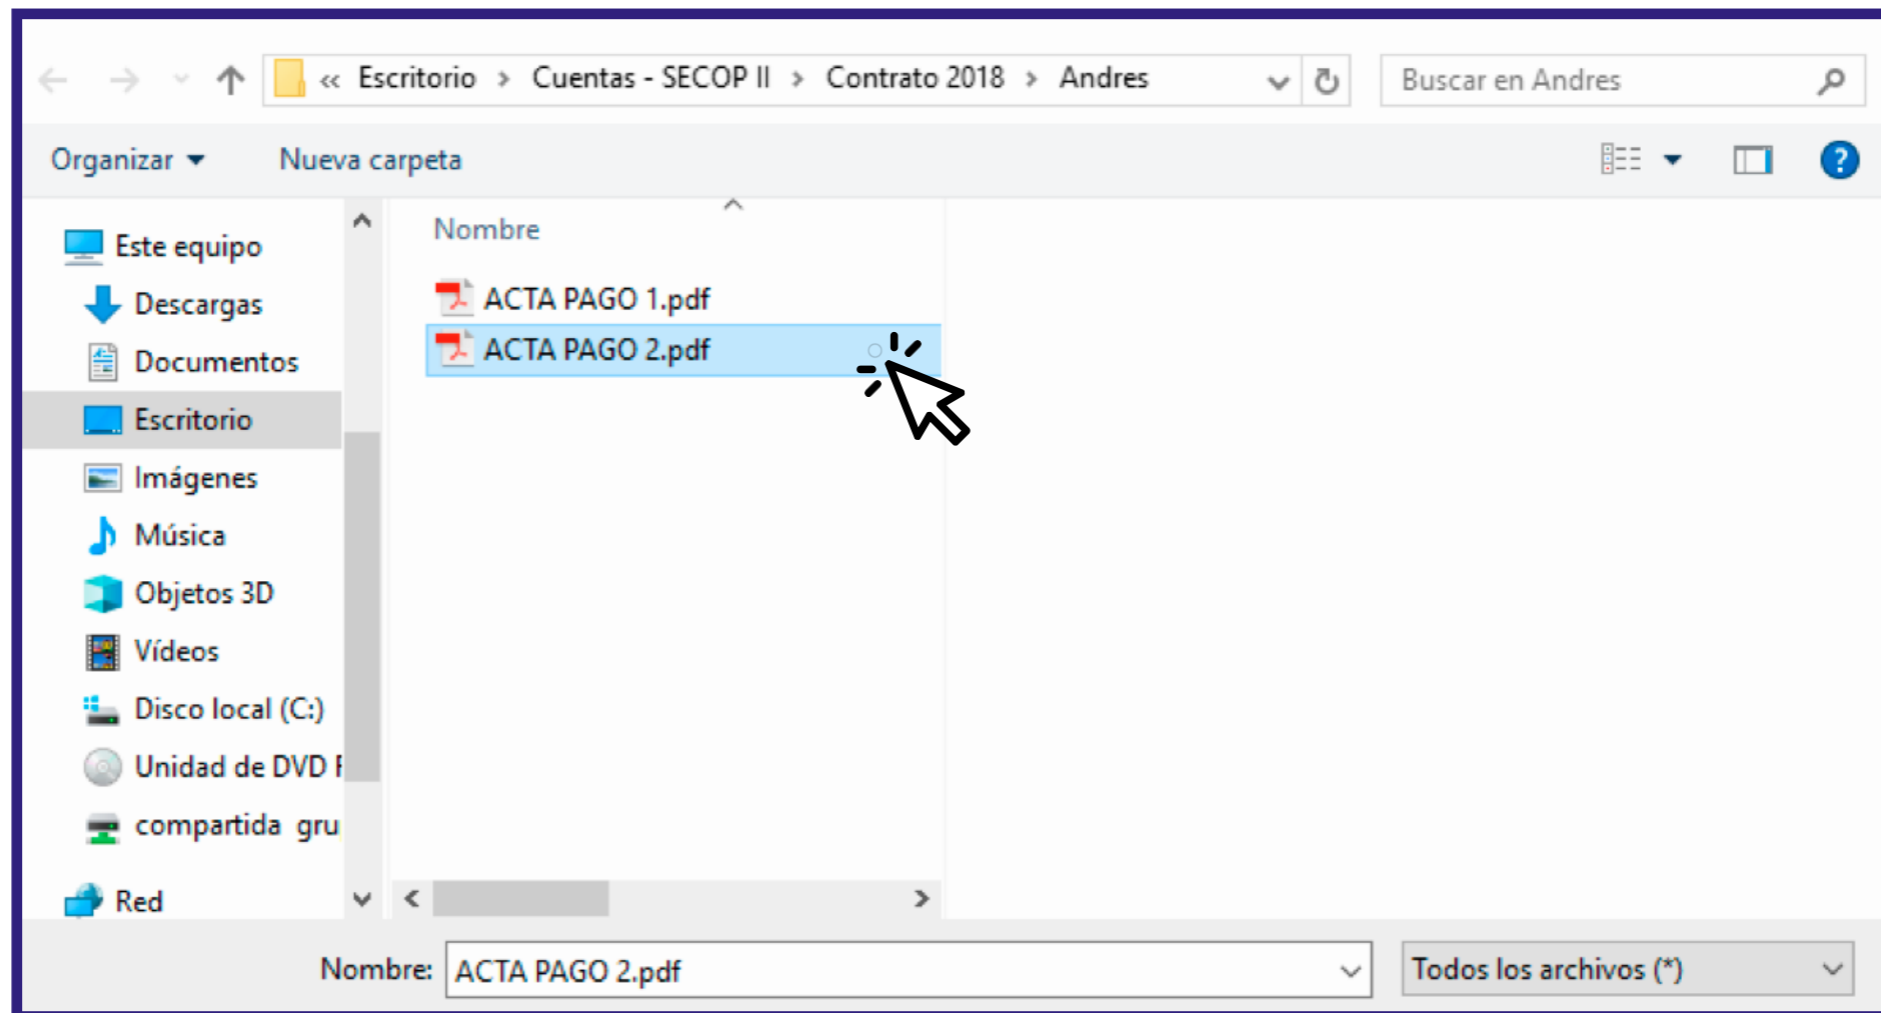 « Escritorio > Cuentas - SECOP II > Contrato 2018 > Andres
Buscar en Andres
Organizar
Nueva carpeta
Este equipo
Descargas
Documentos
Escritorio
Imágenes
Música
Objetos 3D
Vídeos
Disco local (C:)
Unidad de DVD
compartida gru
Red
Nombre
ACTA PAGO 1.pdf
ACTA PAGO 2.pdf
Nombre: ACTA PAGO 2.pdf
Todos los archivos (*)